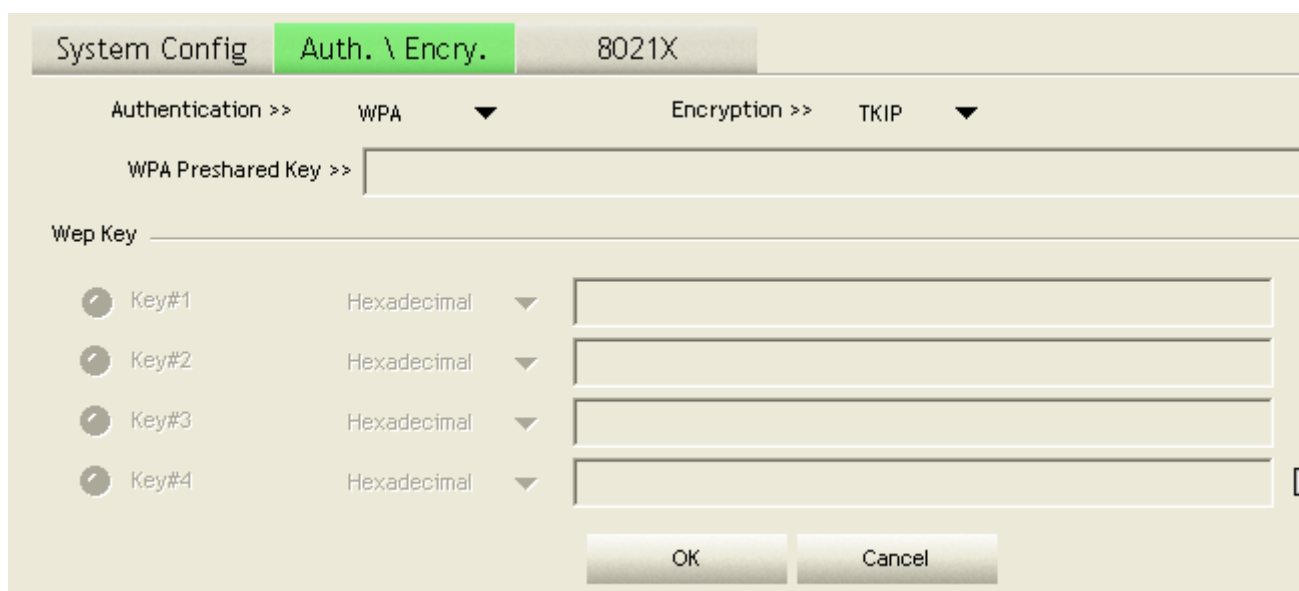 System Config Auth. \ Encry. 8021X
Authentication >> WPA Encryption >> TKIP
WPA Preshared Key >>
Wep Key
Key#1 Hexadecimal
Key#2 Hexadecimal
Key#3 Hexadecimal
Key#4 Hexadecimal
OK Cancel